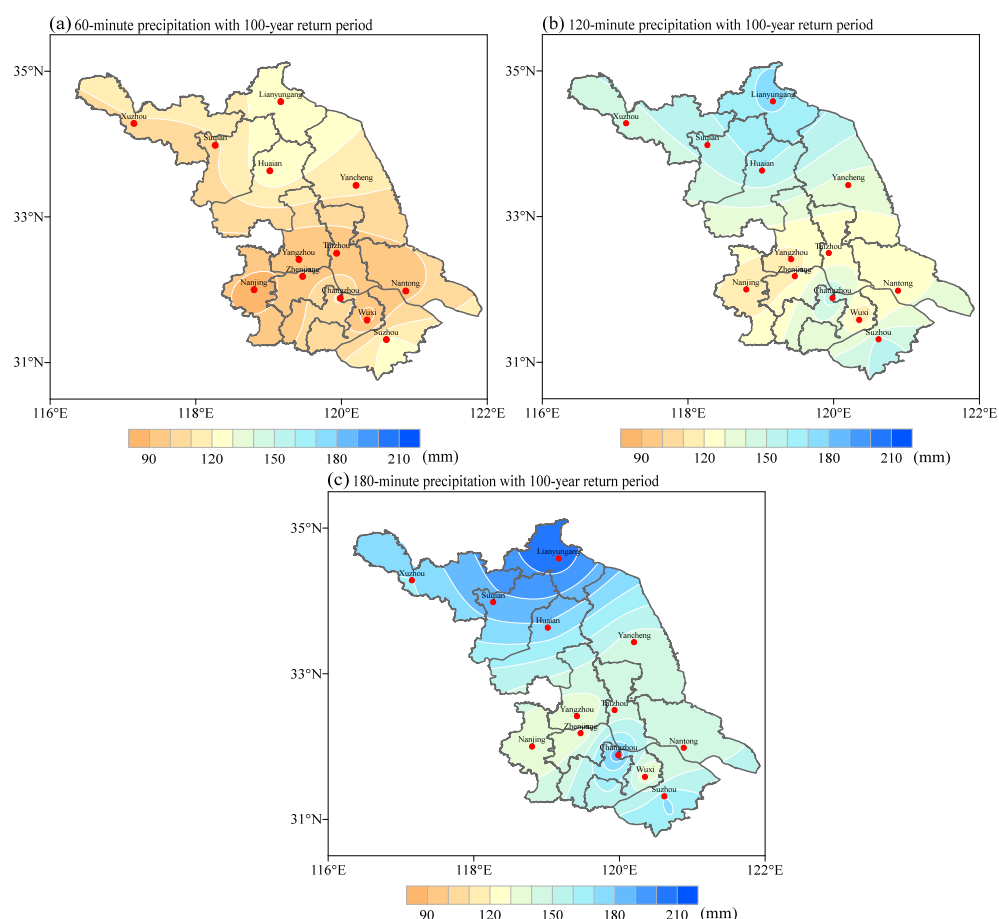 (a) 60-minute precipitation with 100-year return period
35°N
33°N
31°N
116°E 118°E 120°E 122°E
Lianyungang
Xuzhou
Suqian
Huaian
Yancheng
Yangzhou
Taizhou
Zhenjiang
Nanjing
Changzhou
Nantong
Wuxi
Suzhou
90 120 150 180 210 (mm)
(b) 120-minute precipitation with 100-year return period
35°N
33°N
31°N
116°E 118°E 120°E 122°E
Lianyungang
Xuzhou
Suqian
Huaian
Yancheng
Yangzhou
Taizhou
Zhenjiang
Nanjing
Changzhou
Nantong
Wuxi
Suzhou
90 120 150 180 210 (mm)
(c) 180-minute precipitation with 100-year return period
35°N
33°N
31°N
116°E 118°E 120°E 122°E
Lianyungang
Xuzhou
Suqian
Huaian
Yancheng
Yangzhou
Taizhou
Zhenjiang
Nanjing
Changzhou
Nantong
Wuxi
Suzhou
90 120 150 180 210 (mm)